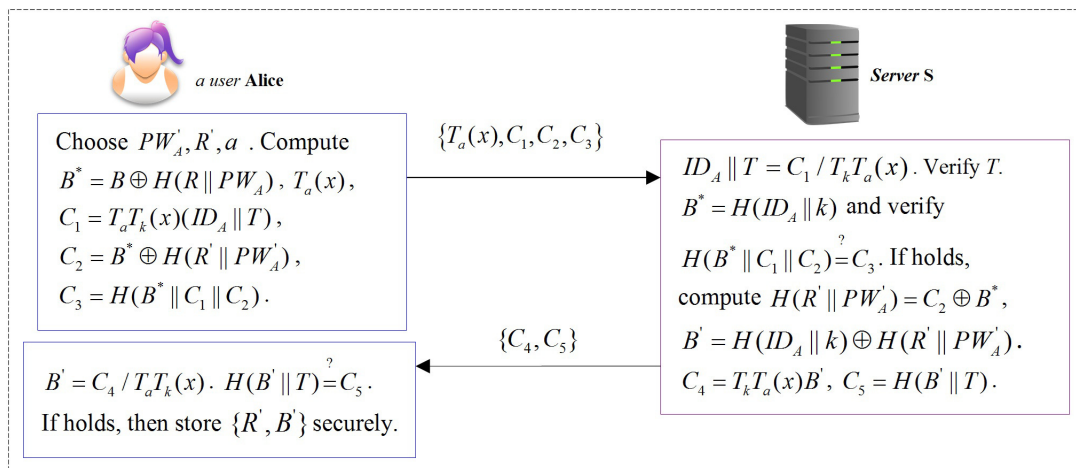 a user Alice
Server S
Choose PW'_A, R', a . Compute
B* = B ⊕ H(R || PW_A) , T_a(x) ,
C_1 = T_a T_k(x)(ID_A || T) ,
C_2 = B* ⊕ H(R' || PW'_A) ,
C_3 = H(B* || C_1 || C_2) .
{T_a(x), C_1, C_2, C_3}
ID_A || T = C_1 / T_k T_a(x) . Verify T.
B* = H(ID_A || k) and verify
H(B* || C_1 || C_2) ?= C_3 . If holds,
compute H(R' || PW'_A) = C_2 ⊕ B* ,
B' = H(ID_A || k) ⊕ H(R' || PW'_A) .
C_4 = T_k T_a(x)B' , C_5 = H(B' || T) .
{C_4, C_5}
B' = C_4 / T_a T_k(x) . H(B' || T) ?= C_5 .
If holds, then store {R', B'} securely.